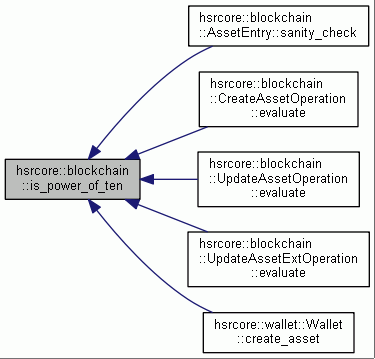 hsrcore::blockchain
::AssetEntry::sanity_check
hsrcore::blockchain
::CreateAssetOperation
::evaluate
hsrcore::blockchain
::is_power_of_ten
hsrcore::blockchain
::UpdateAssetOperation
::evaluate
hsrcore::blockchain
::UpdateAssetExtOperation
::evaluate
hsrcore::wallet::Wallet
::create_asset